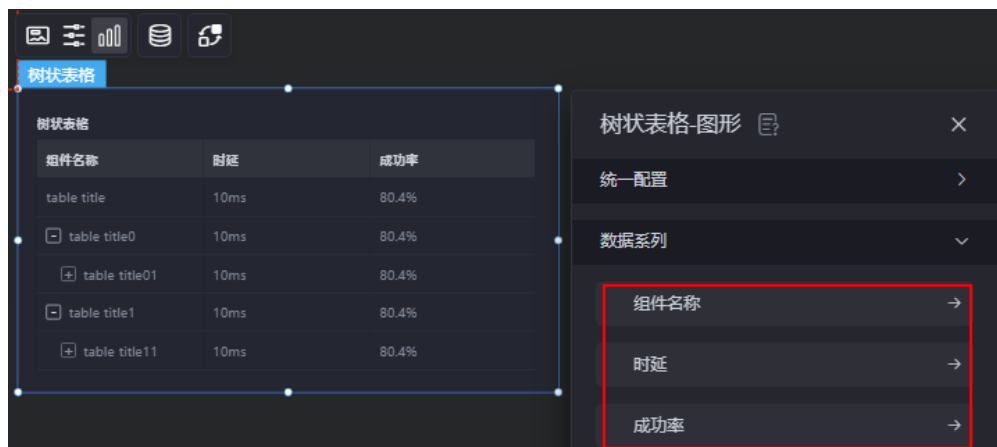 树状表格
树状表格
组件名称 时延 成功率
table title 10ms 80.4%
table title0 10ms 80.4%
table title01 10ms 80.4%
table title1 10ms 80.4%
table title11 10ms 80.4%
树状表格-图形
统一配置
数据系列
组件名称
时延
成功率